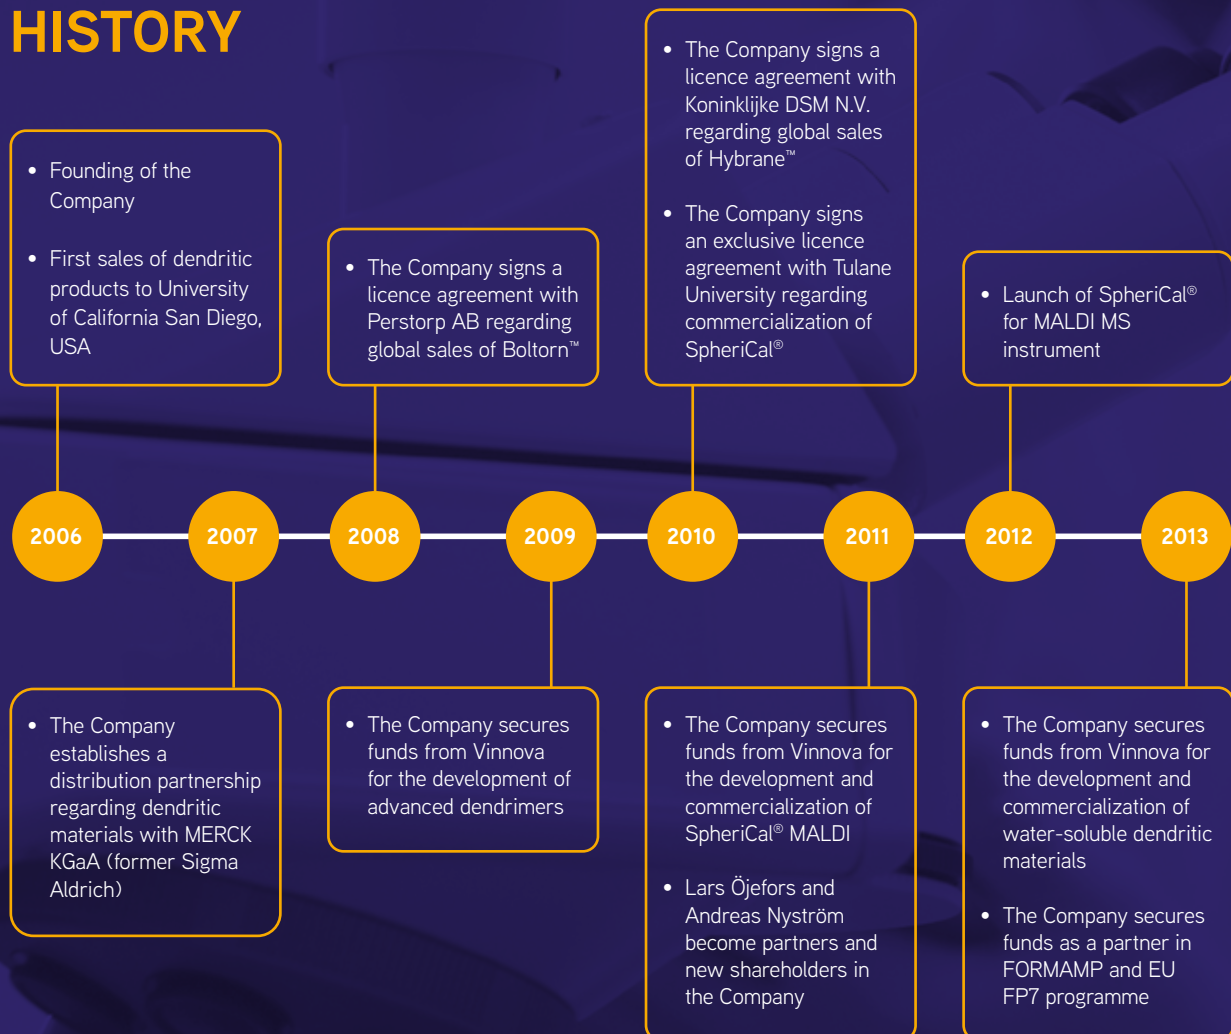 HISTORY
• Founding of the
Company
• First sales of dendritic
products to University
of California San Diego,
USA
• The Company signs a
licence agreement with
Perstorp AB regarding
global sales of Boltorn™
• The Company signs a
licence agreement with
Koninklijke DSM N.V.
regarding global sales
of Hybrane™
• The Company signs
an exclusive licence
agreement with Tulane
University regarding
commercialization of
SpheriCal®
• Launch of SpheriCal®
for MALDI MS
instrument
2006 2007 2008 2009 2010 2011 2012 2013
• The Company
establishes a
distribution partnership
regarding dendritic
materials with MERCK
KGaA (former Sigma
Aldrich)
• The Company secures
funds from Vinnova
for the development of
advanced dendrimers
• The Company secures
funds from Vinnova for
the development and
commercialization of
SpheriCal® MALDI
• Lars Öjefors and
Andreas Nyström
become partners and
new shareholders in
the Company
• The Company secures
funds from Vinnova for
the development and
commercialization of
water-soluble dendritic
materials
• The Company secures
funds as a partner in
FORMAMP and EU
FP7 programme